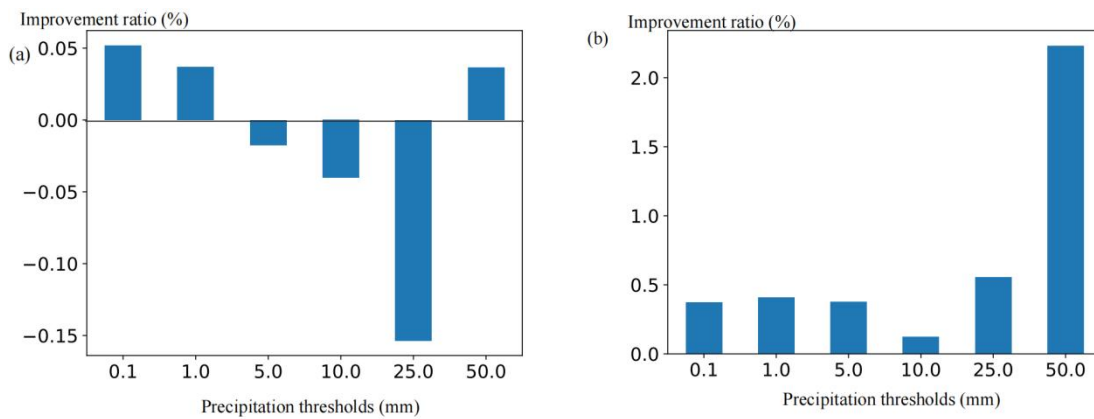 Improvement ratio (%)
(a)
0.05
0.00
−0.05
−0.10
−0.15
0.1 1.0 5.0 10.0 25.0 50.0
Precipitation thresholds (mm)
Improvement ratio (%)
(b)
2.0
1.5
1.0
0.5
0.0
0.1 1.0 5.0 10.0 25.0 50.0
Precipitation thresholds (mm)